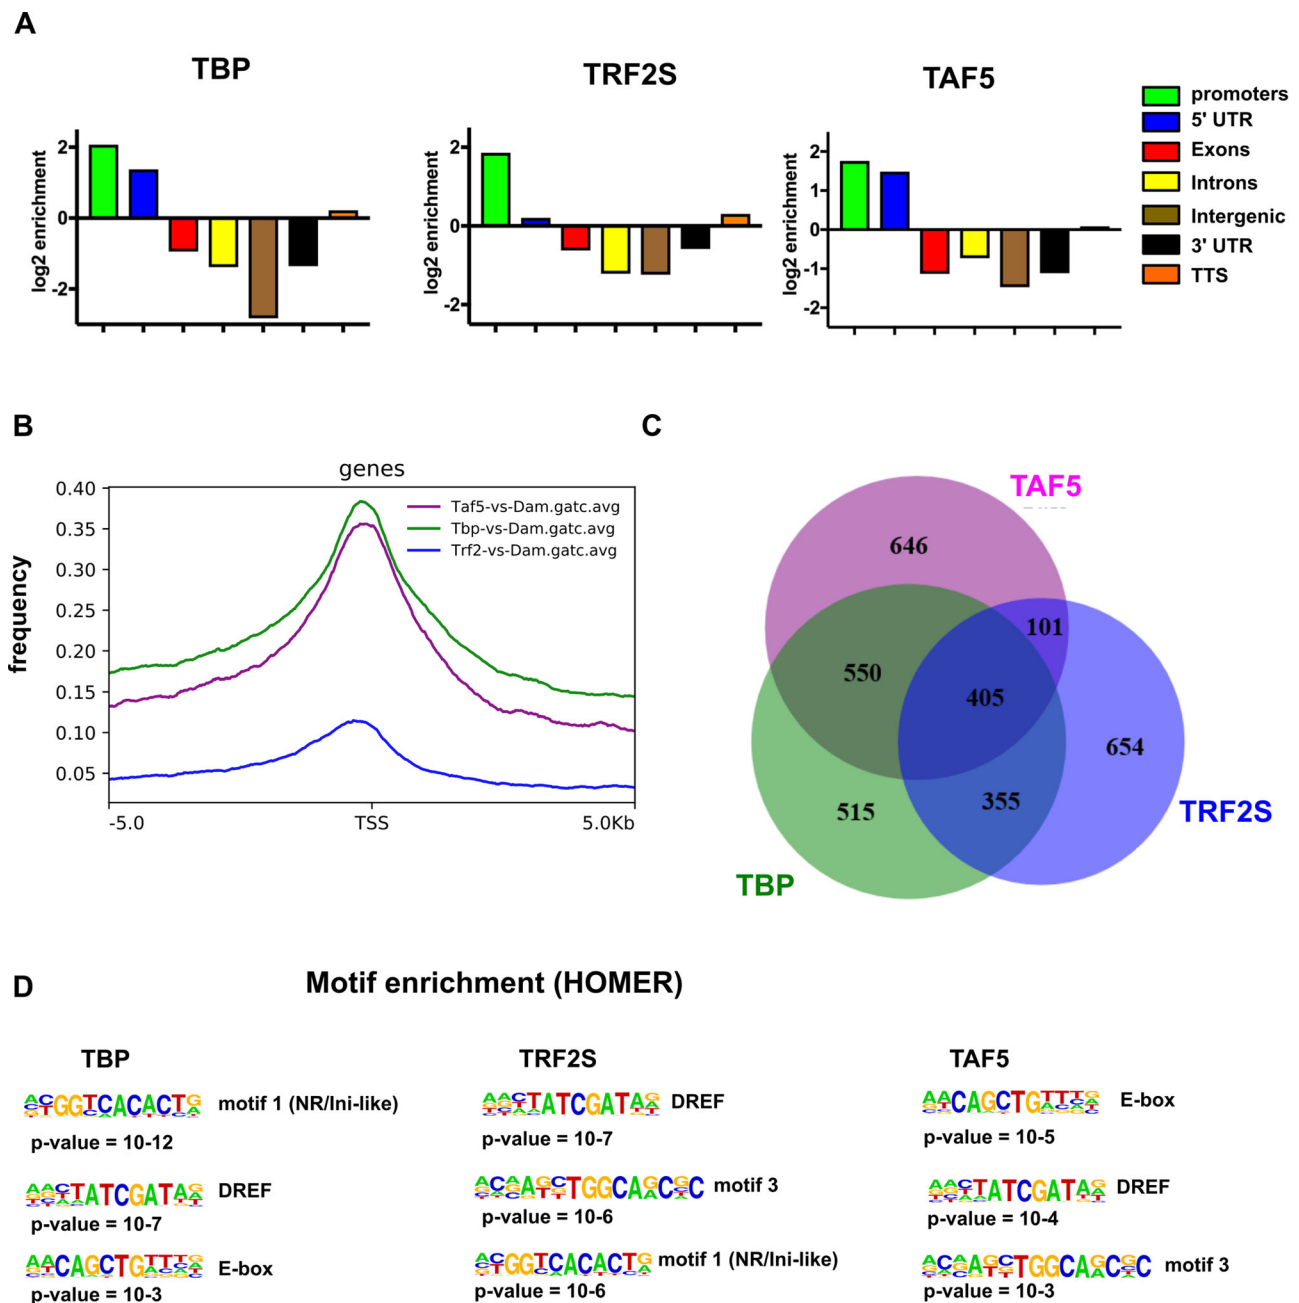 A
TBP
TRF2S
TAF5
promoters
5' UTR
Exons
Introns
Intergenic
3' UTR
TTS
log2 enrichment
2
0
-2
log2 enrichment
2
0
-2
log2 enrichment
2
1
0
-1
-2
B
genes
frequency
0.40
0.35
0.30
0.25
0.20
0.15
0.10
0.05
-5.0 TSS 5.0Kb
Taf5-vs-Dam.gatc.avg
Tbp-vs-Dam.gatc.avg
Trf2-vs-Dam.gatc.avg
C
TAF5
646
101
550
405
654
515
355
TRF2S
TBP
D
Motif enrichment (HOMER)
TBP
motif 1 (NR/Ini-like)
p-value = 10-12
DREF
p-value = 10-7
E-box
p-value = 10-3
TRF2S
DREF
p-value = 10-7
motif 3
p-value = 10-6
motif 1 (NR/Ini-like)
p-value = 10-6
TAF5
E-box
p-value = 10-5
DREF
p-value = 10-4
motif 3
p-value = 10-3